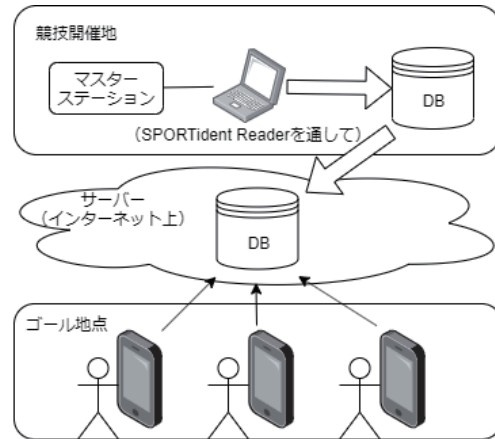 競技開催地
マスター
ステーション
DB
(SPORTident Readerを通して)
サーバー
(インターネット上)
DB
ゴール地点